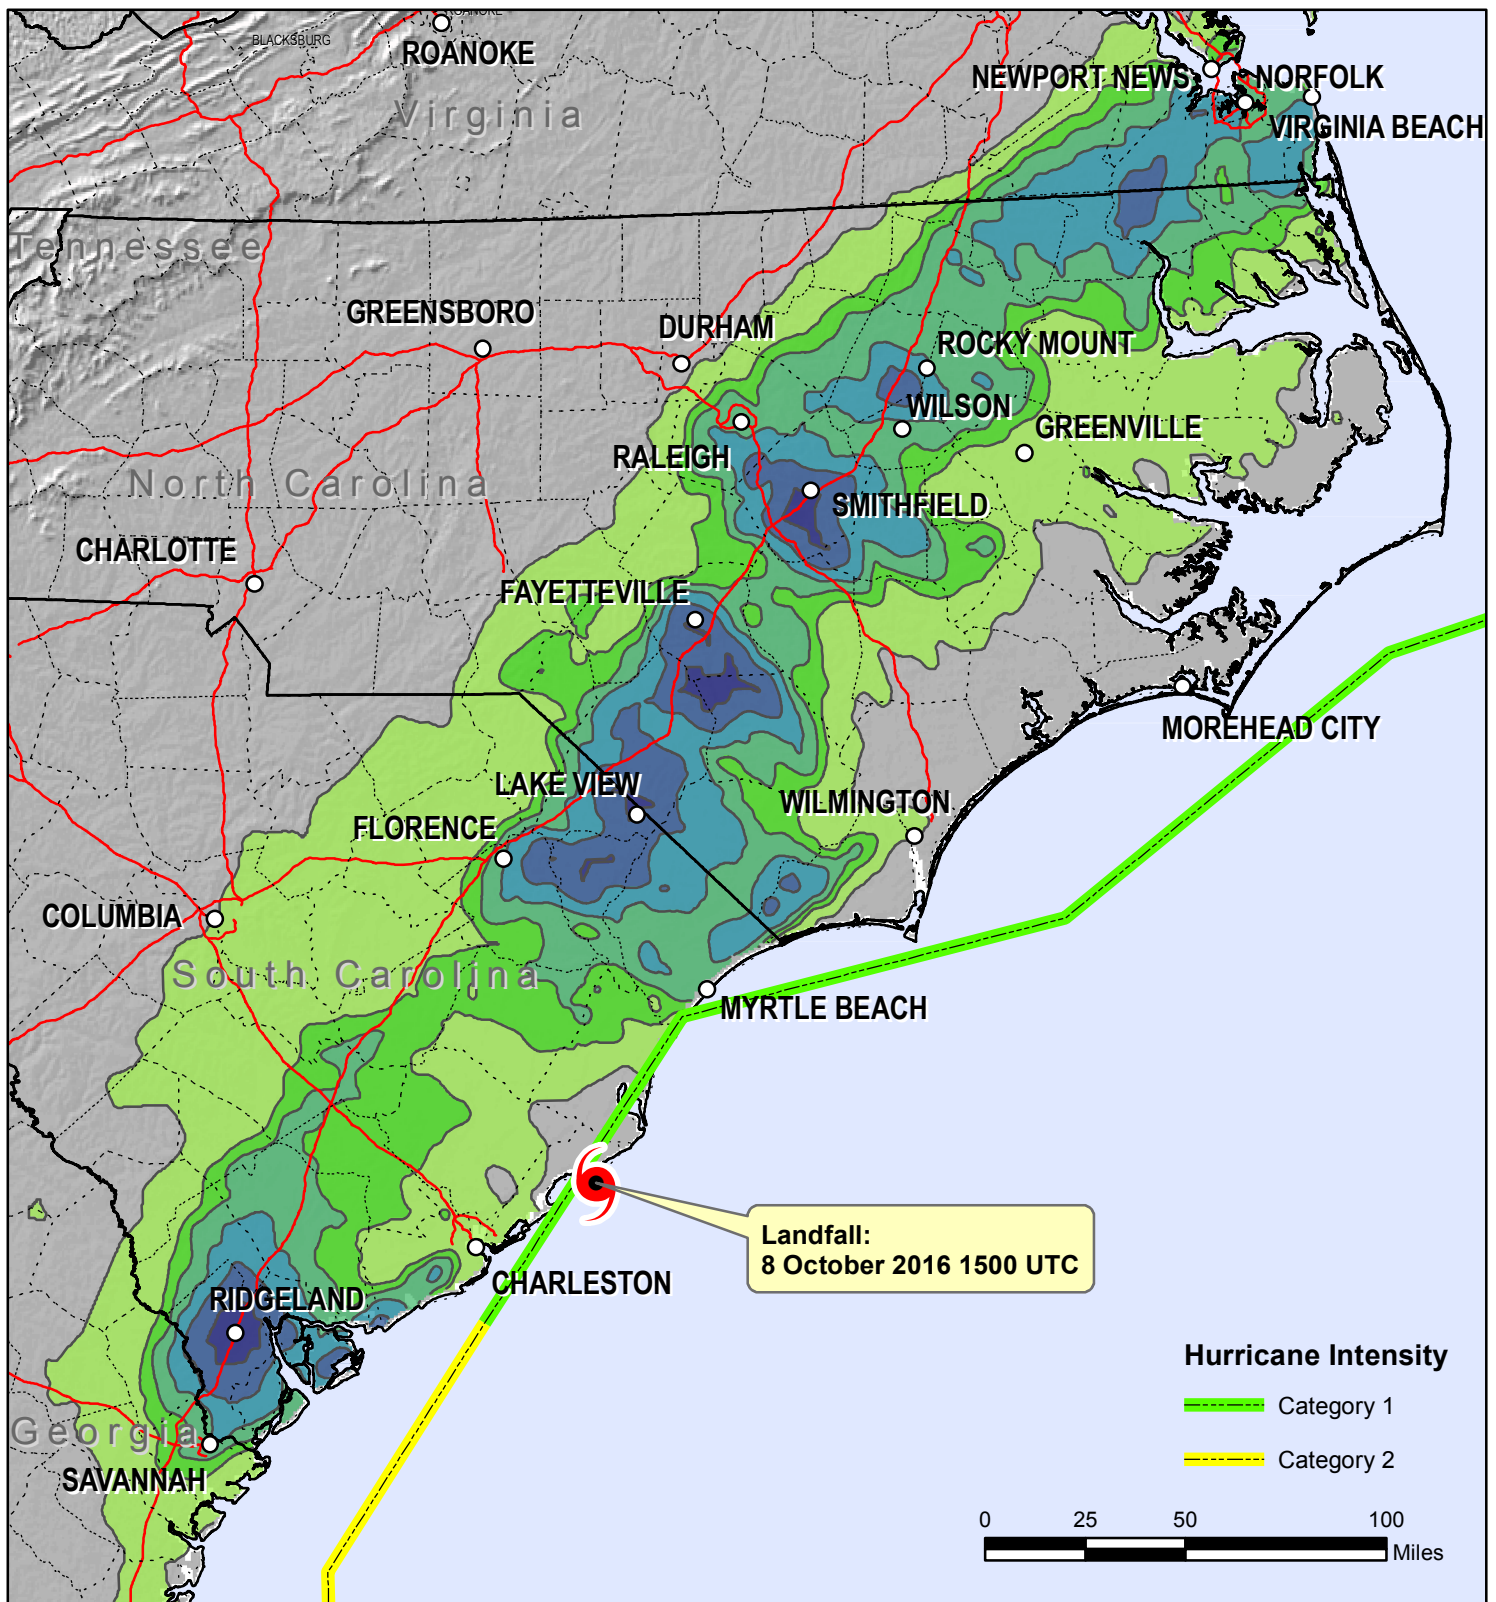 ROANOKE
BLACKSBURG
ROANOKE
Virginia
NEWPORT NEWS
NORFOLK
VIRGINIA BEACH
Tennessee
GREENSBORO
DURHAM
ROCKY MOUNT
WILSON
GREENVILLE
RALEIGH
North Carolina
SMITHFIELD
CHARLOTTE
FAYETTEVILLE
MOREHEAD CITY
LAKE VIEW
WILMINGTON
FLORENCE
COLUMBIA
South Carolina
MYRTLE BEACH
Landfall:
8 October 2016 1500 UTC
CHARLESTON
RIDGELAND
Georgia
SAVANNAH
Hurricane Intensity
Category 1
Category 2
0 25 50 100
Miles